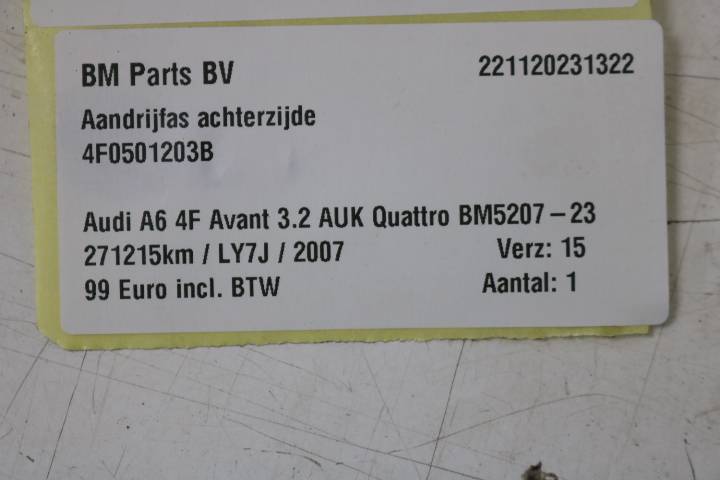 BM Parts BV 221120231322
Aandrijfas achterzijde
4F0501203B
Audi A6 4F Avant 3.2 AUK Quattro BM5207-23
271215km / LY7J / 2007 Verz: 15
99 Euro incl. BTW Aantal: 1